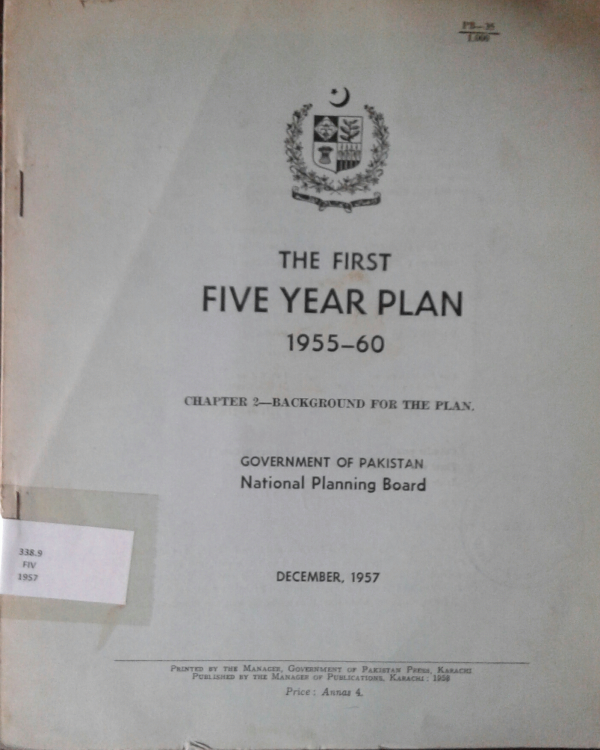 PB—35
1,000
THE FIRST
FIVE YEAR PLAN
1955–60
CHAPTER 2—BACKGROUND FOR THE PLAN.
GOVERNMENT OF PAKISTAN
National Planning Board
338.9
FIV
1957
DECEMBER, 1957
PRINTED BY THE MANAGER, GOVERNMENT OF PAKISTAN PRESS, KARACHI
PUBLISHED BY THE MANAGER OF PUBLICATIONS, KARACHI : 1958
Price : Annas 4.